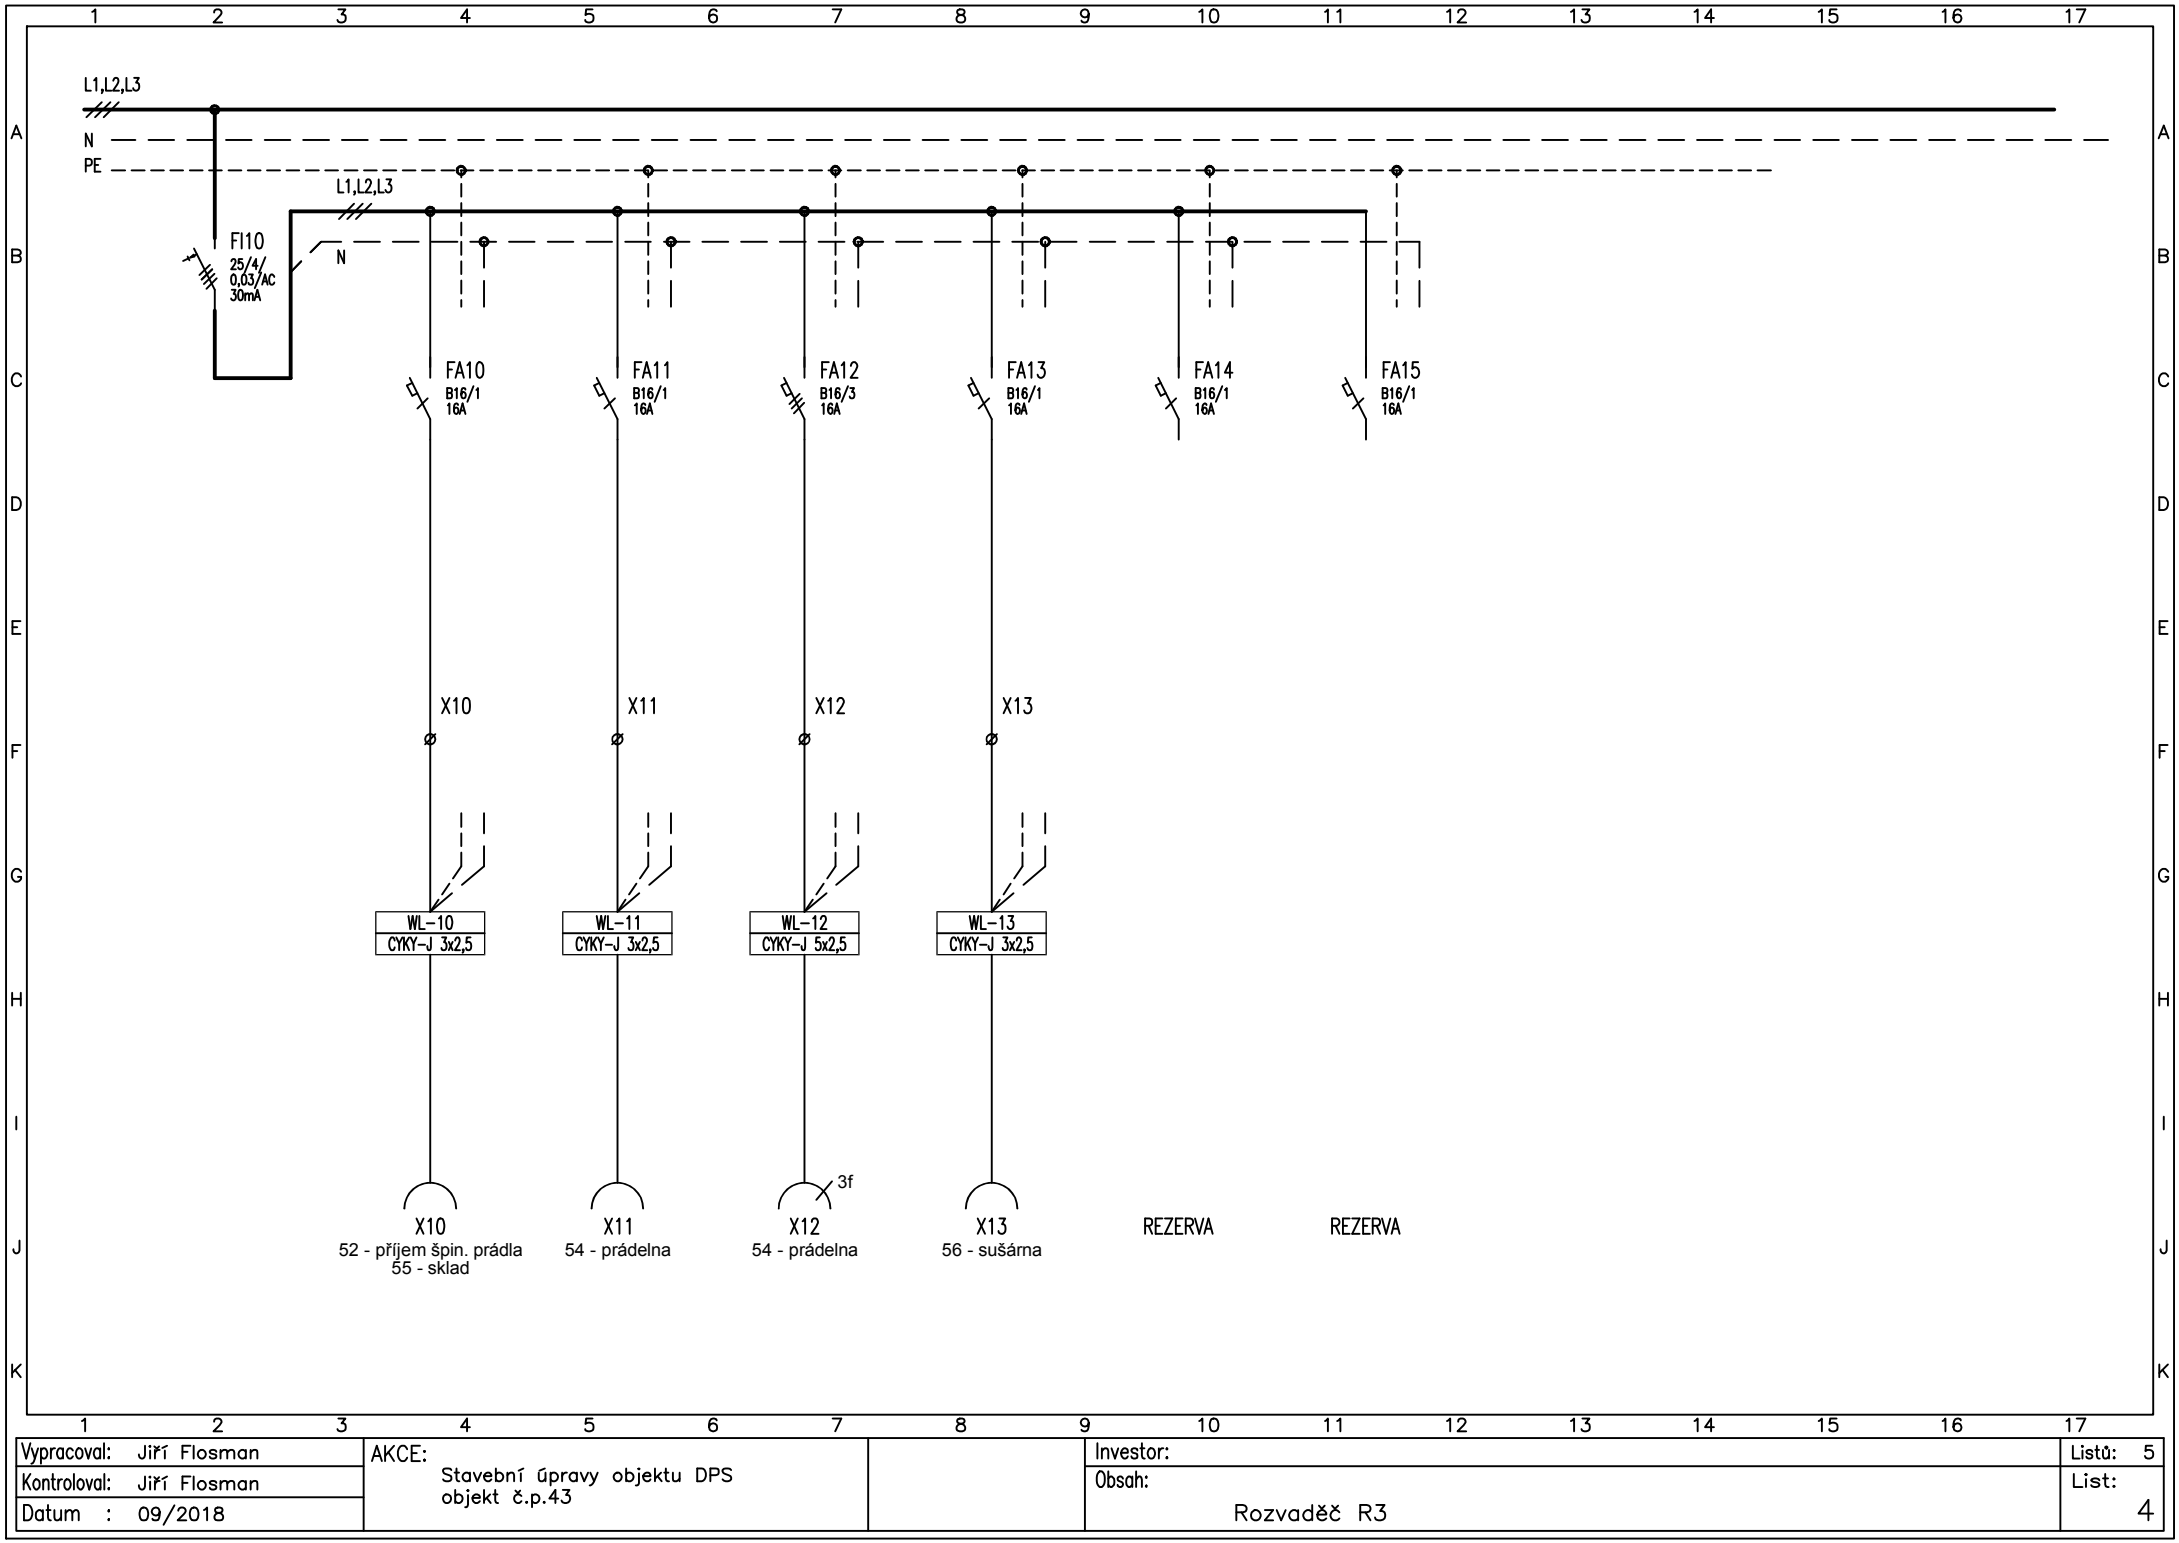 1 2 3 4 5 6 7 8 9 10 11 12 13 14 15 16 17
L1,L2,L3
A A
N
PE
L1,L2,L3
FI10
B N B
25/4/
0,03/AC
30mA
FA10 FA11 FA12 FA13 FA14 FA15
C C
B16/1 B16/1 B16/3 B16/1 B16/1 B16/1
16A 16A 16A 16A 16A 16A
D D
E E
X10 X11 X12 X13
F F
G G
WL-10 WL-11 WL-12 WL-13
CYKY-J 3x2,5 CYKY-J 3x2,5 CYKY-J 5x2,5 CYKY-J 3x2,5
H H
I I
3f
X10 X11 X12 X13 REZERVA REZERVA
J J
52 - příjem špin. prádla 54 - prádelna 54 - prádelna 56 - sušárna
55 - sklad
K K
1 2 3 4 5 6 7 8 9 10 11 12 13 14 15 16 17
Vypracoval: Jiří Flosman
Kontroloval: Jiří Flosman
Datum : 09/2018
AKCE:
Stavební úpravy objektu DPS
objekt č.p.43
Investor:
Obsah:
Rozvaděč R3
Listů: 5
List:
4